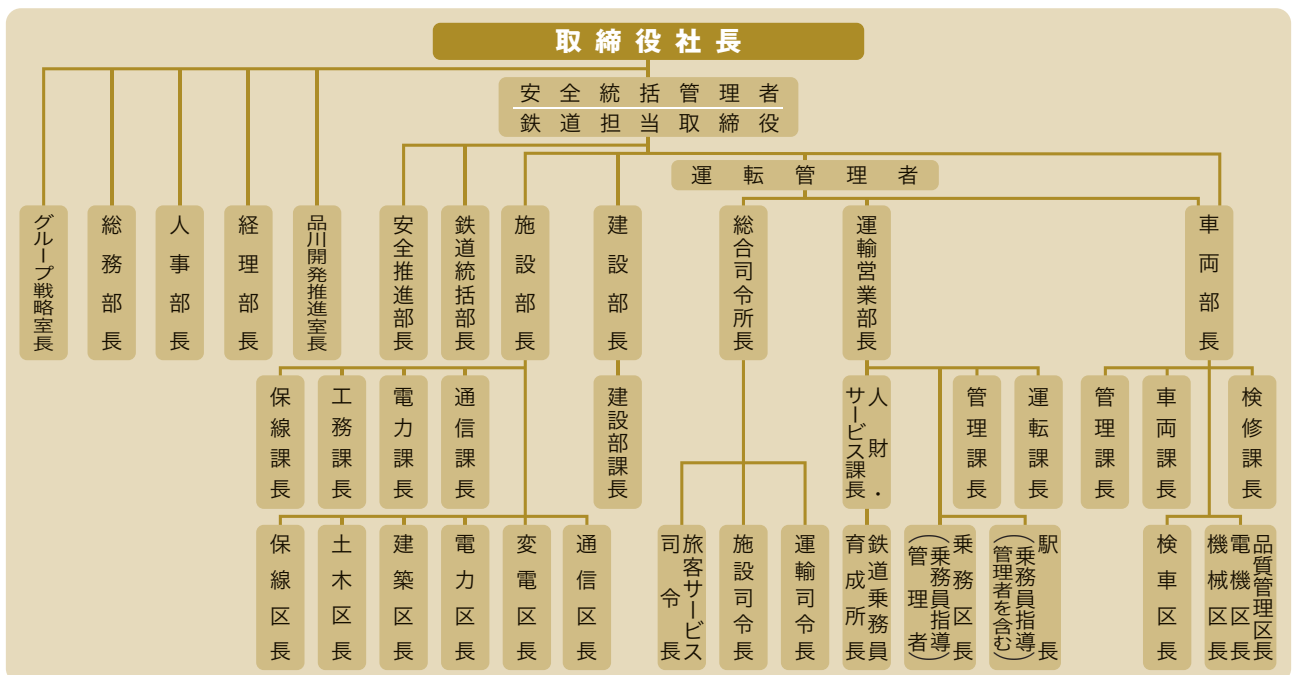 取締役社長
安全統括管理者
鉄道担当取締役
運転管理者
グループ戦略室長
総務部長
人事部長
経理部長
品川開発推進室長
安全推進部長
鉄道統括部長
施設部長
建設部長
総合司令所長
運輸営業部長
車両部長
保線課長
工務課長
電力課長
通信課長
建設部課長
人財・
サービス課長
管理課長
運転課長
管理課長
車両課長
検修課長
保線区長
土木区長
建築区長
電力区長
変電区長
通信区長
旅客サービス
司令長
施設司令長
運輸司令長
鉄道乗務員
育成所長
乗務区長
(乗務員指導
管理者)
駅長
(乗務員指導
管理者を含む)
検車区長
品質管理区長
電機区長
機械区長